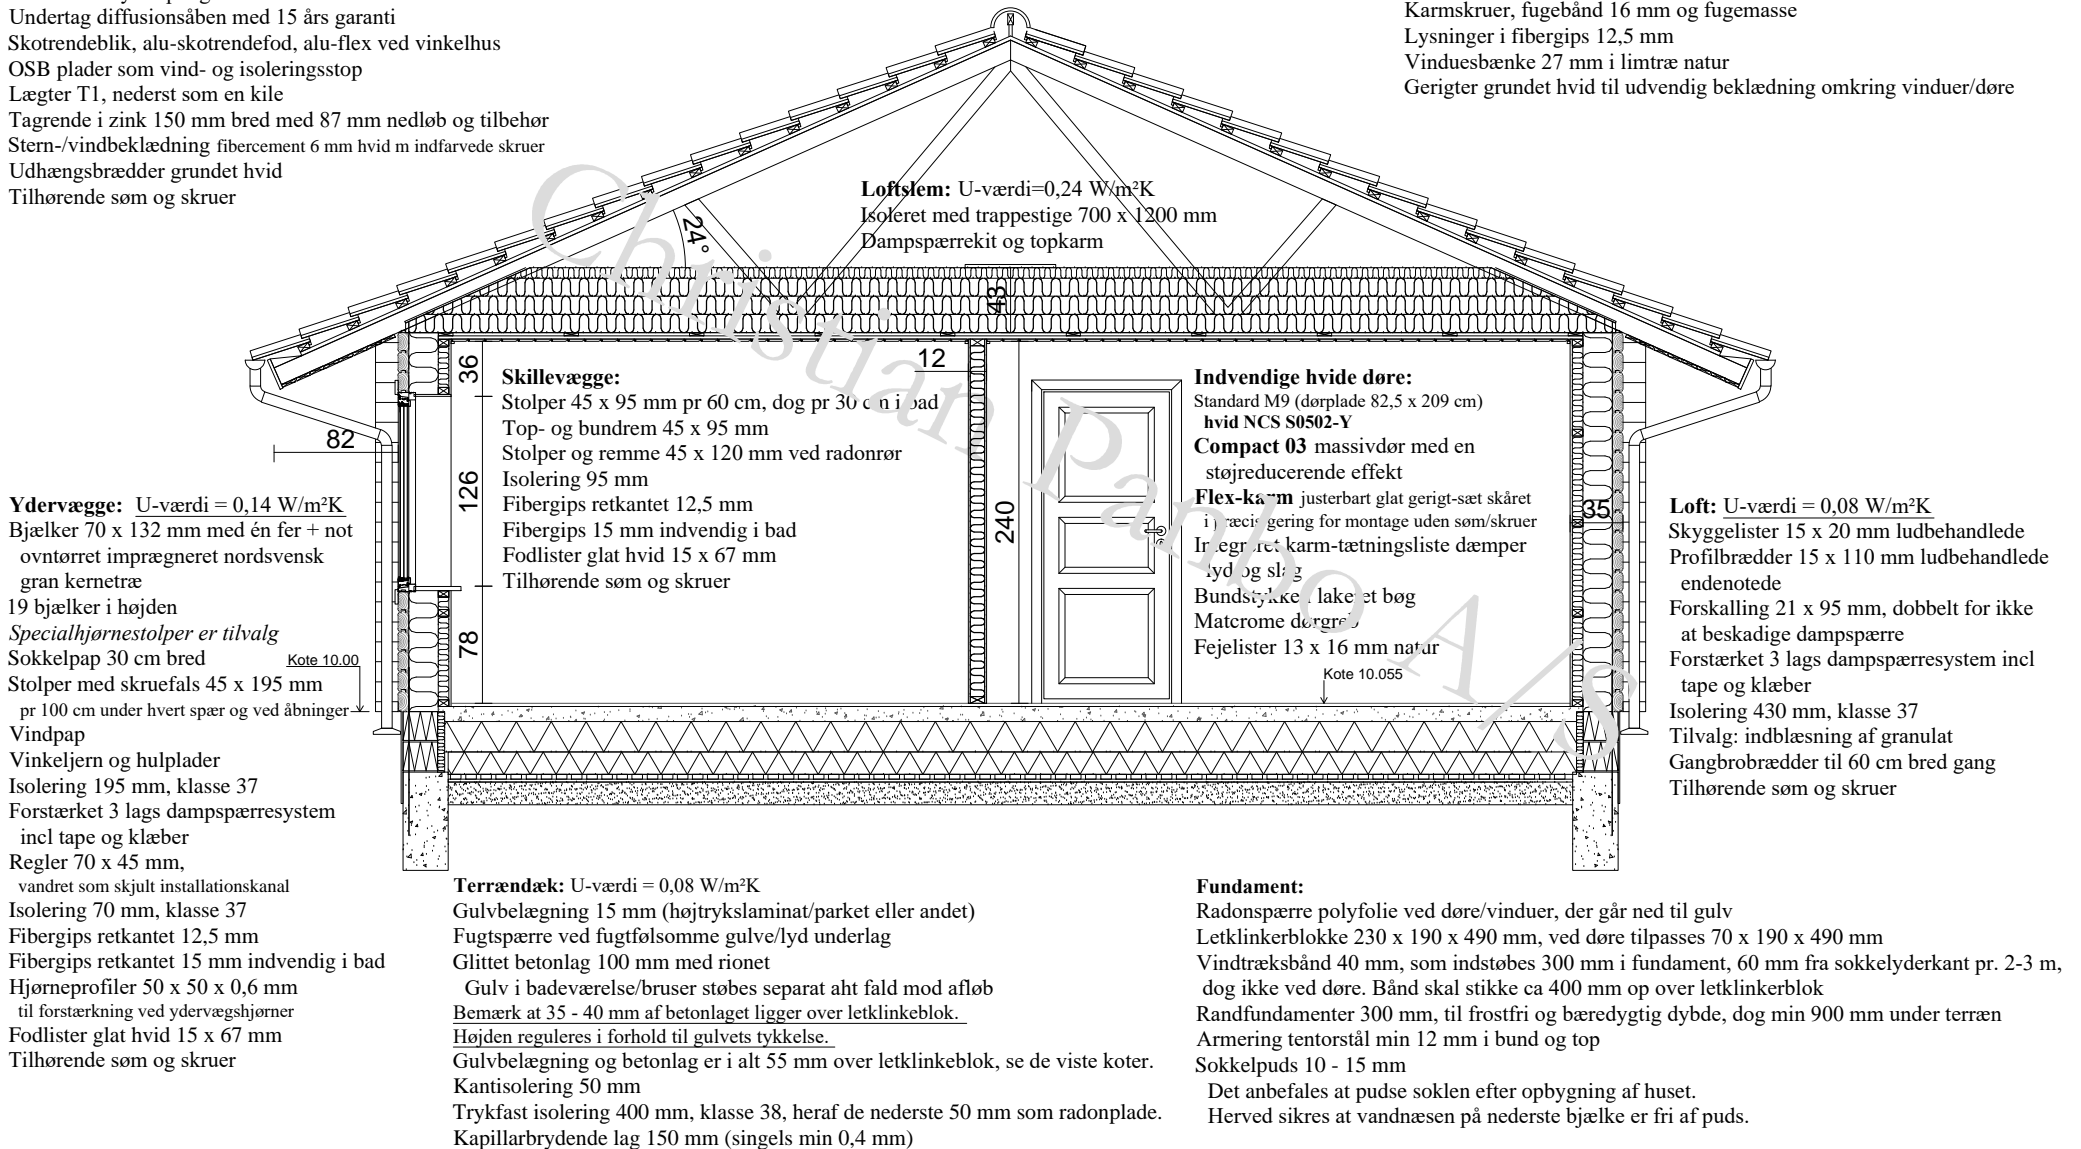 Undertag diffusionsåben med 15 års garanti
Skotrendeblik, alu-skotrendefod, alu-flex ved vinkelhus
OSB plader som vind- og isoleringsstop
Lægter T1, nederst som en kile
Tagrende i zink 150 mm bred med 87 mm nedløb og tilbehør
Stern-/vindbeklædning fibercement 6 mm hvid m indfarvede skruer
Udhængsbrædder grundet hvid
Tilhørende søm og skruer
Karmskruer, fugebånd 16 mm og fugemasse
Lysninger i fibergips 12,5 mm
Vinduesbænke 27 mm i limtræ natur
Gerigter grundet hvid til udvendig beklædning omkring vinduer/døre
Loftslem: U-værdi=0,24 W/m²K
Isoleret med trappestige 700 x 1200 mm
Dampspærrekit og topkarm
24°
43
36
12
82
126
240
35
78
Skillevægge:
Stolper 45 x 95 mm pr 60 cm, dog pr 30 cm i bad
Top- og bundrem 45 x 95 mm
Stolper og remme 45 x 120 mm ved radonrør
Isolering 95 mm
Fibergips retkantet 12,5 mm
Fibergips 15 mm indvendig i bad
Fodlister glat hvid 15 x 67 mm
Tilhørende søm og skruer
Indvendige hvide døre:
Standard M9 (dørplade 82,5 x 209 cm)
hvid NCS S0502-Y
Compact 03 massivdør med en
støjreducerende effekt
Flex-karm justerbart glat gerigt-sæt skåret
i præcis gering for montage uden søm/skruer
Integreret karm-tætningsliste dæmper
lyd og slag
Bundstykke i lakeret bøg
Matcrome dørgreb
Fejelister 13 x 16 mm natur
Kote 10.055
Ydervægge: U-værdi = 0,14 W/m²K
Bjælker 70 x 132 mm med én fer + not
ovntørret imprægneret nordsvensk
gran kernetræ
19 bjælker i højden
Specialhjørnestolper er tilvalg
Sokkelpap 30 cm bred
Kote 10.00
Stolper med skruefals 45 x 195 mm
pr 100 cm under hvert spær og ved åbninger
Vindpap
Vinkeljern og hulplader
Isolering 195 mm, klasse 37
Forstærket 3 lags dampspærresystem
incl tape og klæber
Regler 70 x 45 mm,
vandret som skjult installationskanal
Isolering 70 mm, klasse 37
Fibergips retkantet 12,5 mm
Fibergips retkantet 15 mm indvendig i bad
Hjørneprofiler 50 x 50 x 0,6 mm
til forstærkning ved ydervægshjørner
Fodlister glat hvid 15 x 67 mm
Tilhørende søm og skruer
Loft: U-værdi = 0,08 W/m²K
Skyggelister 15 x 20 mm ludbehandlede
Profilbrædder 15 x 110 mm ludbehandlede
endenotede
Forskalling 21 x 95 mm, dobbelt for ikke
at beskadige dampspærre
Forstærket 3 lags dampspærresystem incl
tape og klæber
Isolering 430 mm, klasse 37
Tilvalg: indblæsning af granulat
Gangbrobrædder til 60 cm bred gang
Tilhørende søm og skruer
Terrændæk: U-værdi = 0,08 W/m²K
Gulvbelægning 15 mm (højtrykslaminat/parket eller andet)
Fugtspærre ved fugtfølsomme gulve/lyd underlag
Glittet betonlag 100 mm med rionet
Gulv i badeværelse/bruser støbes separat aht fald mod afløb
Bemærk at 35 - 40 mm af betonlaget ligger over letklinkeblok.
Højden reguleres i forhold til gulvets tykkelse.
Gulvbelægning og betonlag er i alt 55 mm over letklinkeblok, se de viste koter.
Kantisolering 50 mm
Trykfast isolering 400 mm, klasse 38, heraf de nederste 50 mm som radonplade.
Kapillarbrydende lag 150 mm (singels min 0,4 mm)
Fundament:
Radonspærre polyfolie ved døre/vinduer, der går ned til gulv
Letklinkerblokke 230 x 190 x 490 mm, ved døre tilpasses 70 x 190 x 490 mm
Vindtræksbånd 40 mm, som indstøbes 300 mm i fundament, 60 mm fra sokkelyderkant pr. 2-3 m,
dog ikke ved døre. Bånd skal stikke ca 400 mm op over letklinkerblok
Randfundamenter 300 mm, til frostfri og bæredygtig dybde, dog min 900 mm under terræn
Armering tentorstål min 12 mm i bund og top
Sokkelpuds 10 - 15 mm
Det anbefales at pudse soklen efter opbygning af huset.
Herved sikres at vandnæsen på nederste bjælke er fri af puds.
Christian Panbo A/S